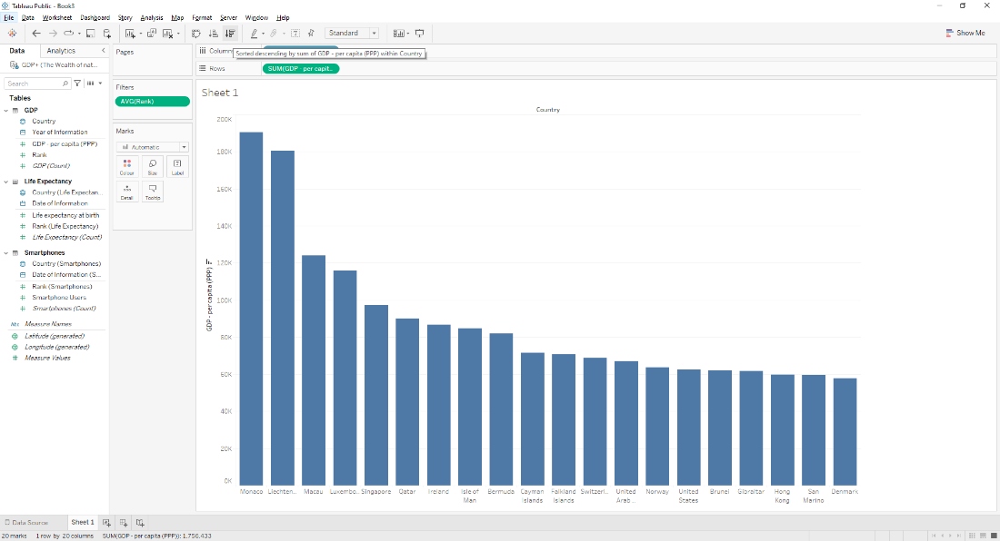 Tableau Public - Book3
File Data Worksheet Dashboard Story Analysis Map Format Server Window Help
Standard Show Me
Data Analytics
GDP+ (The Wealth of nat...
Search
Tables
GDP
Country
Year of Information
GDP - per capita (PPP)
Rank
GDP (Count)
Life Expectancy
Country (Life Expectan...
Date of Information
Life expectancy at birth
Rank (Life Expectancy)
Life Expectancy (Count)
Smartphones
Country (Smartphones)
Date of Information (S...
Rank (Smartphones)
Smartphone Users
Smartphones (Count)
Abc Measure Names
Latitude (generated)
Longitude (generated)
Measure Values
Pages
Filters
AVG(Rank)
Marks
Automatic
Colour Size Label
Detail Tooltip
Columns
Sorted descending by sum of GDP - per capita (PPP) within Country
Rows SUM(GDP - per capit..
Sheet 1
Country
200K
180K
160K
140K
120K
100K
80K
60K
40K
20K
0K
GDP - per capita (PPP)
Monaco Liechten.. Macau Luxembo.. Singapore Qatar Ireland Isle of Man Bermuda Cayman Islands Falkland Islands Switzerl.. United Arab .. Norway United States Brunei Gibraltar Hong Kong San Marino Denmark
Data Source Sheet 1
20 marks 1 row by 20 columns SUM(GDP - per capita (PPP)): 1,756,433